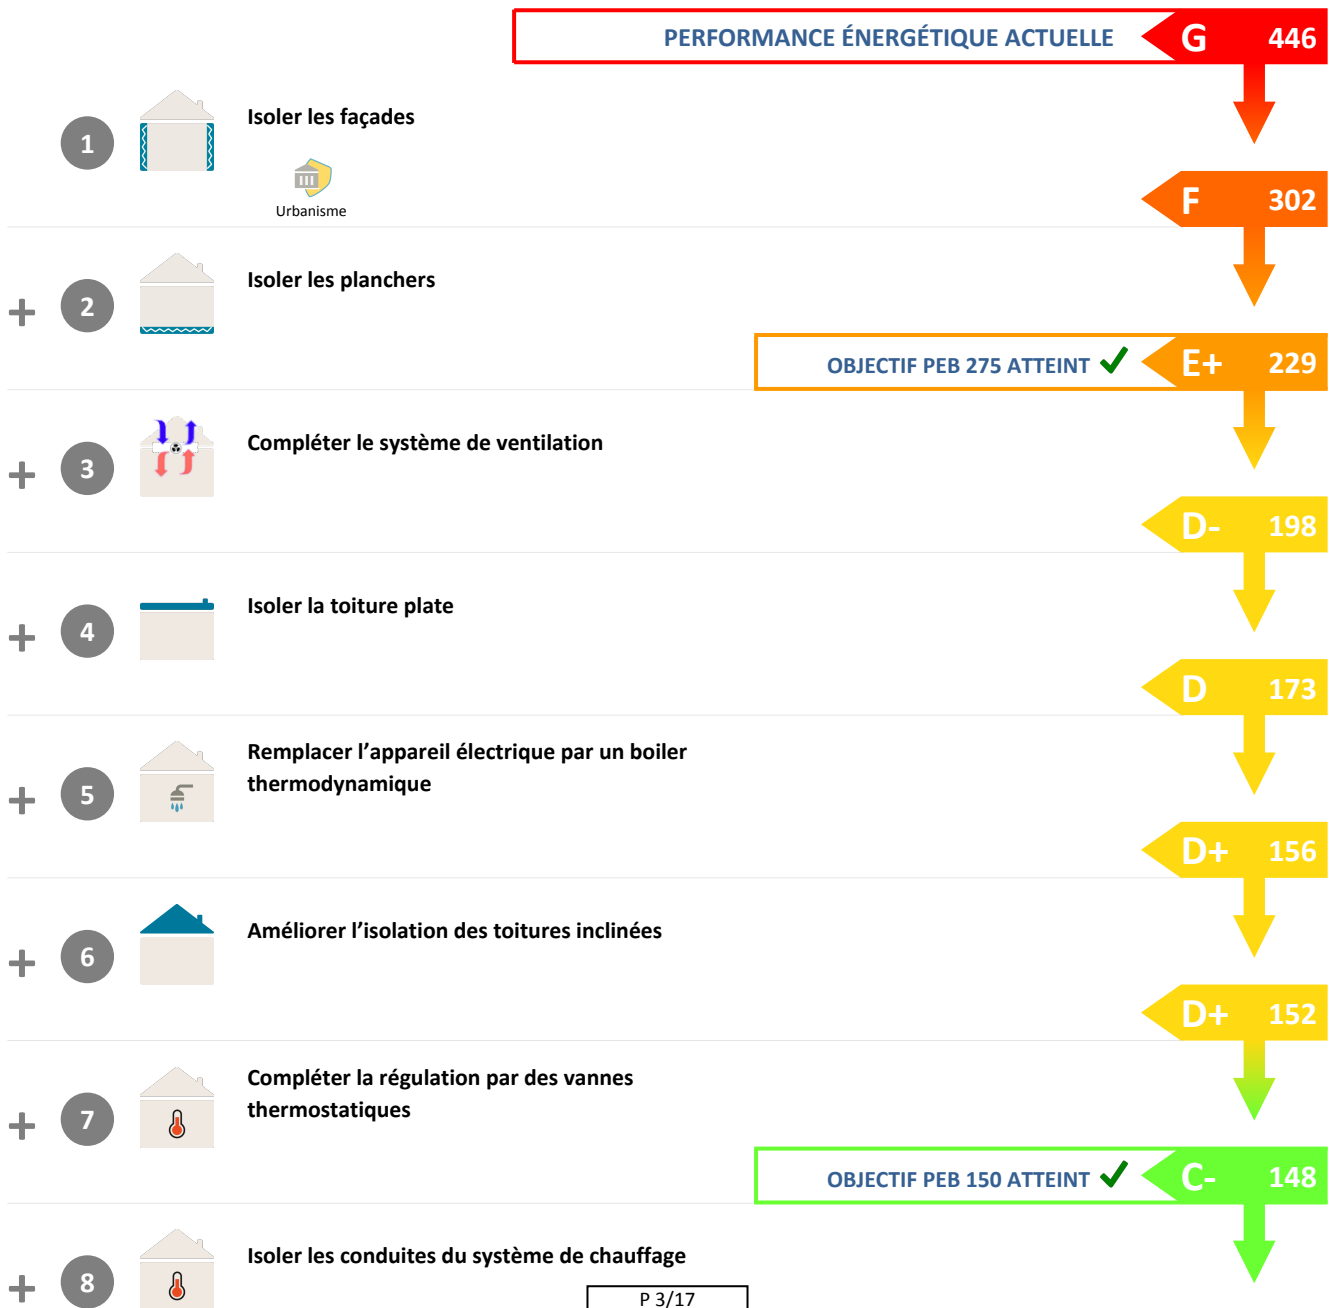 PERFORMANCE ÉNERGÉTIQUE ACTUELLE G 446
1 Isoler les façades
Urbanisme
F 302
+ 2 Isoler les planchers
OBJECTIF PEB 275 ATTEINT E+ 229
+ 3 Compléter le système de ventilation
D- 198
+ 4 Isoler la toiture plate
D 173
+ 5 Remplacer l’appareil électrique par un boiler
thermodynamique
D+ 156
+ 6 Améliorer l’isolation des toitures inclinées
D+ 152
+ 7 Compléter la régulation par des vannes
thermostatiques
OBJECTIF PEB 150 ATTEINT C- 148
+ 8 Isoler les conduites du système de chauffage
P 3/17